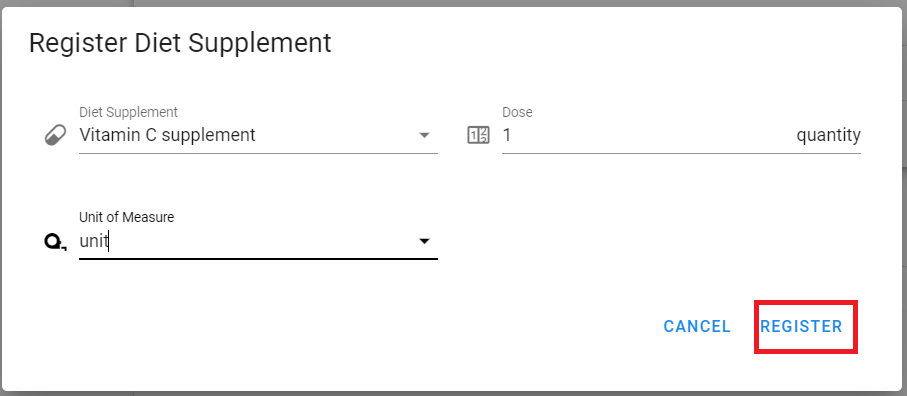 Register Diet Supplement
Diet Supplement
Vitamin C supplement
Dose
1 quantity
Unit of Measure
unit
CANCEL REGISTER